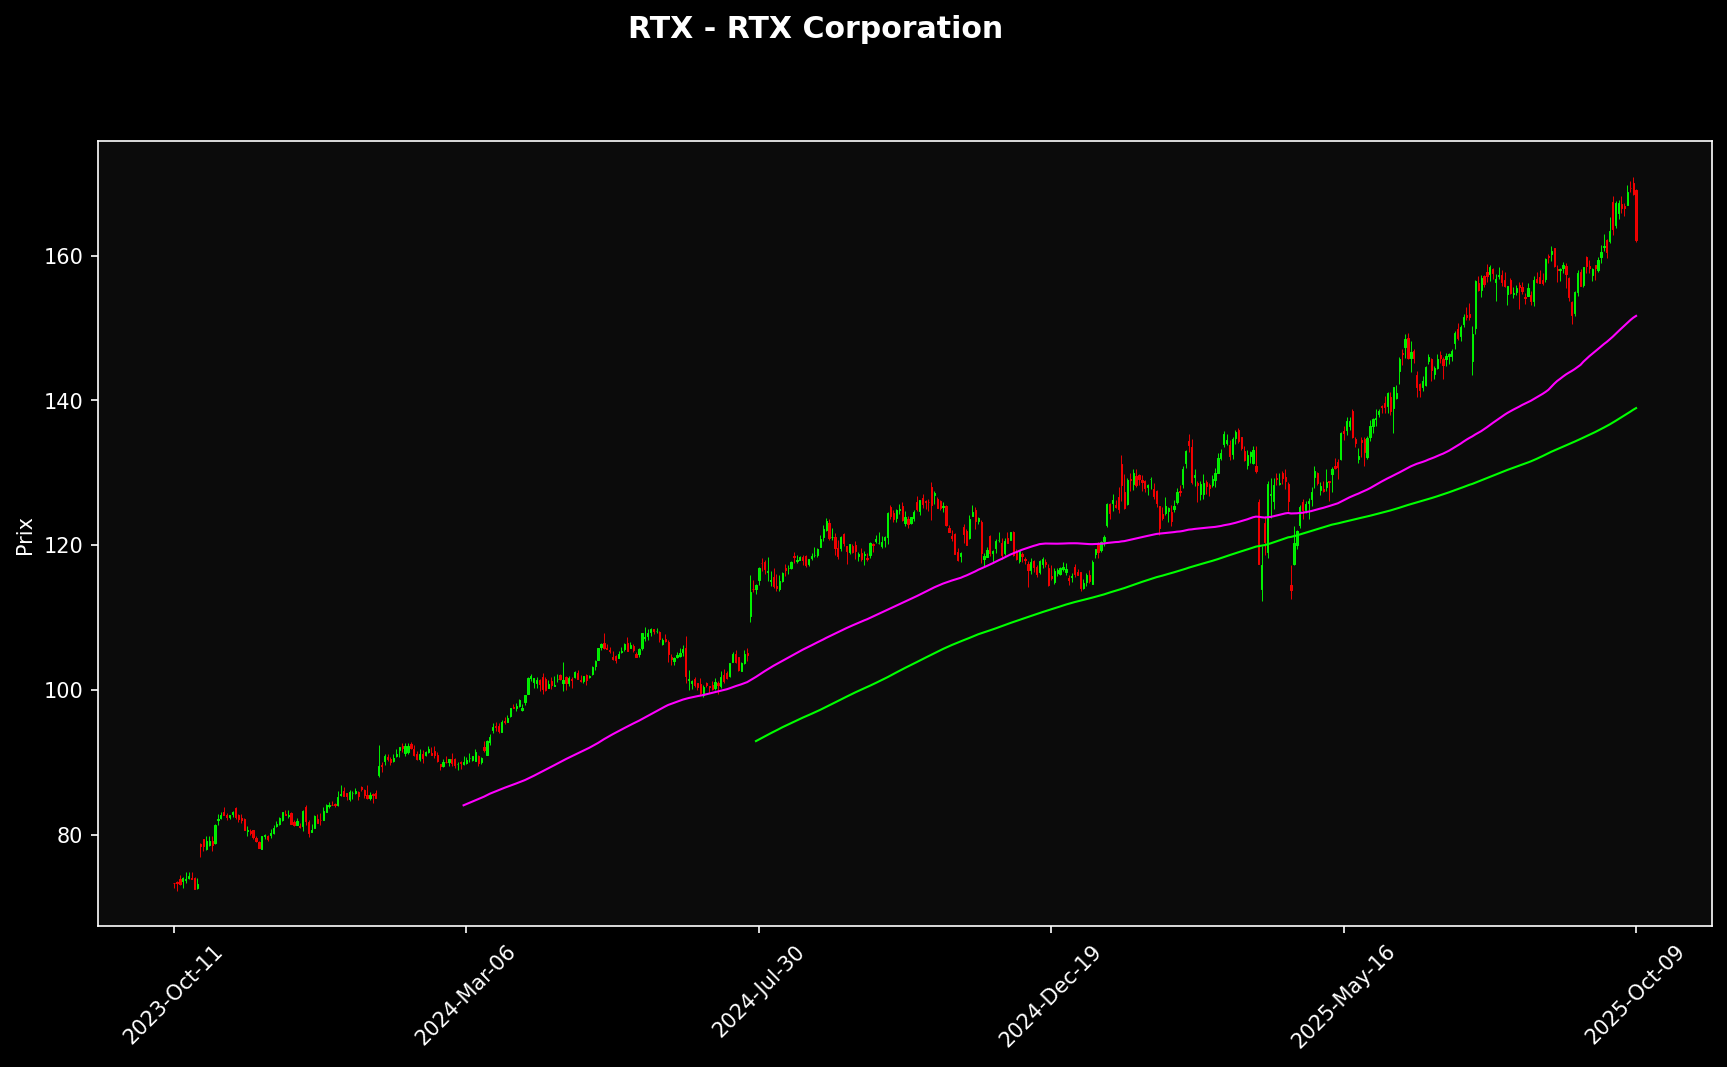 RTX - RTX Corporation
Prix
160
140
120
100
80
2023-Oct-11
2024-Mar-06
2024-Jul-30
2024-Dec-19
2025-May-16
2025-Oct-09